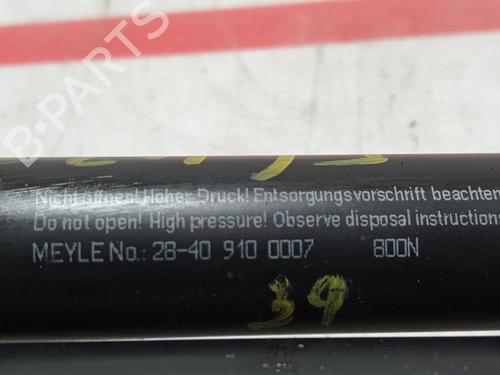 B-PARTS
Nicht öffnen! Hoher Druck! Entsorgungsvorschrift beachten
Do not open! High pressure! Observe disposal instructions
MEYLE No.: 28-40 910 0007 800N
39